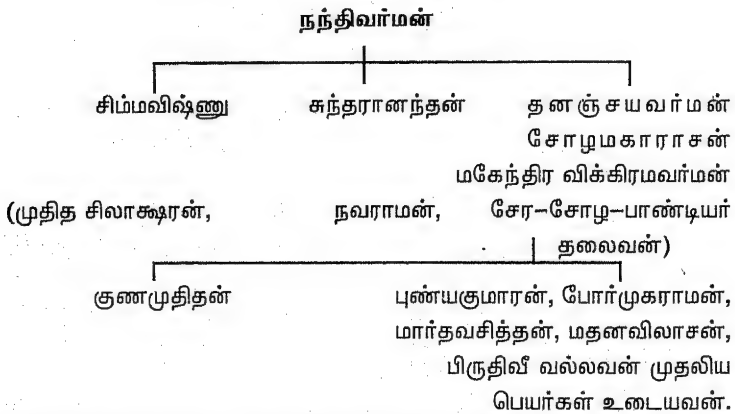 நந்திவர்மன்
சிம்மவிஷ்ணு சுந்தரானந்தன் தனஞ்சயவர்மன்
சோழமகாராசன்
மகேந்திர விக்கிரமவர்மன்
(முதித சிலாக்ஷரன், நவராமன், சேர-சோழ-பாண்டியர்
தலைவன்)
குணமுதிதன் புண்யகுமாரன், போர்முகராமன்,
மார்தவசித்தன், மதனவிலாசன்,
பிருதிவீ வல்லவன் முதலிய
பெயர்கள் உடையவன்.